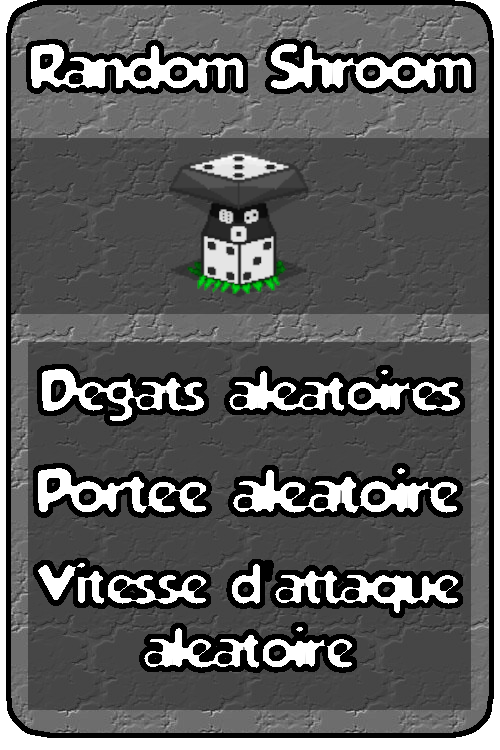 Random Shroom
Degats aleatoires
Portee aleatoire
Vitesse d'attaque
aleatoire